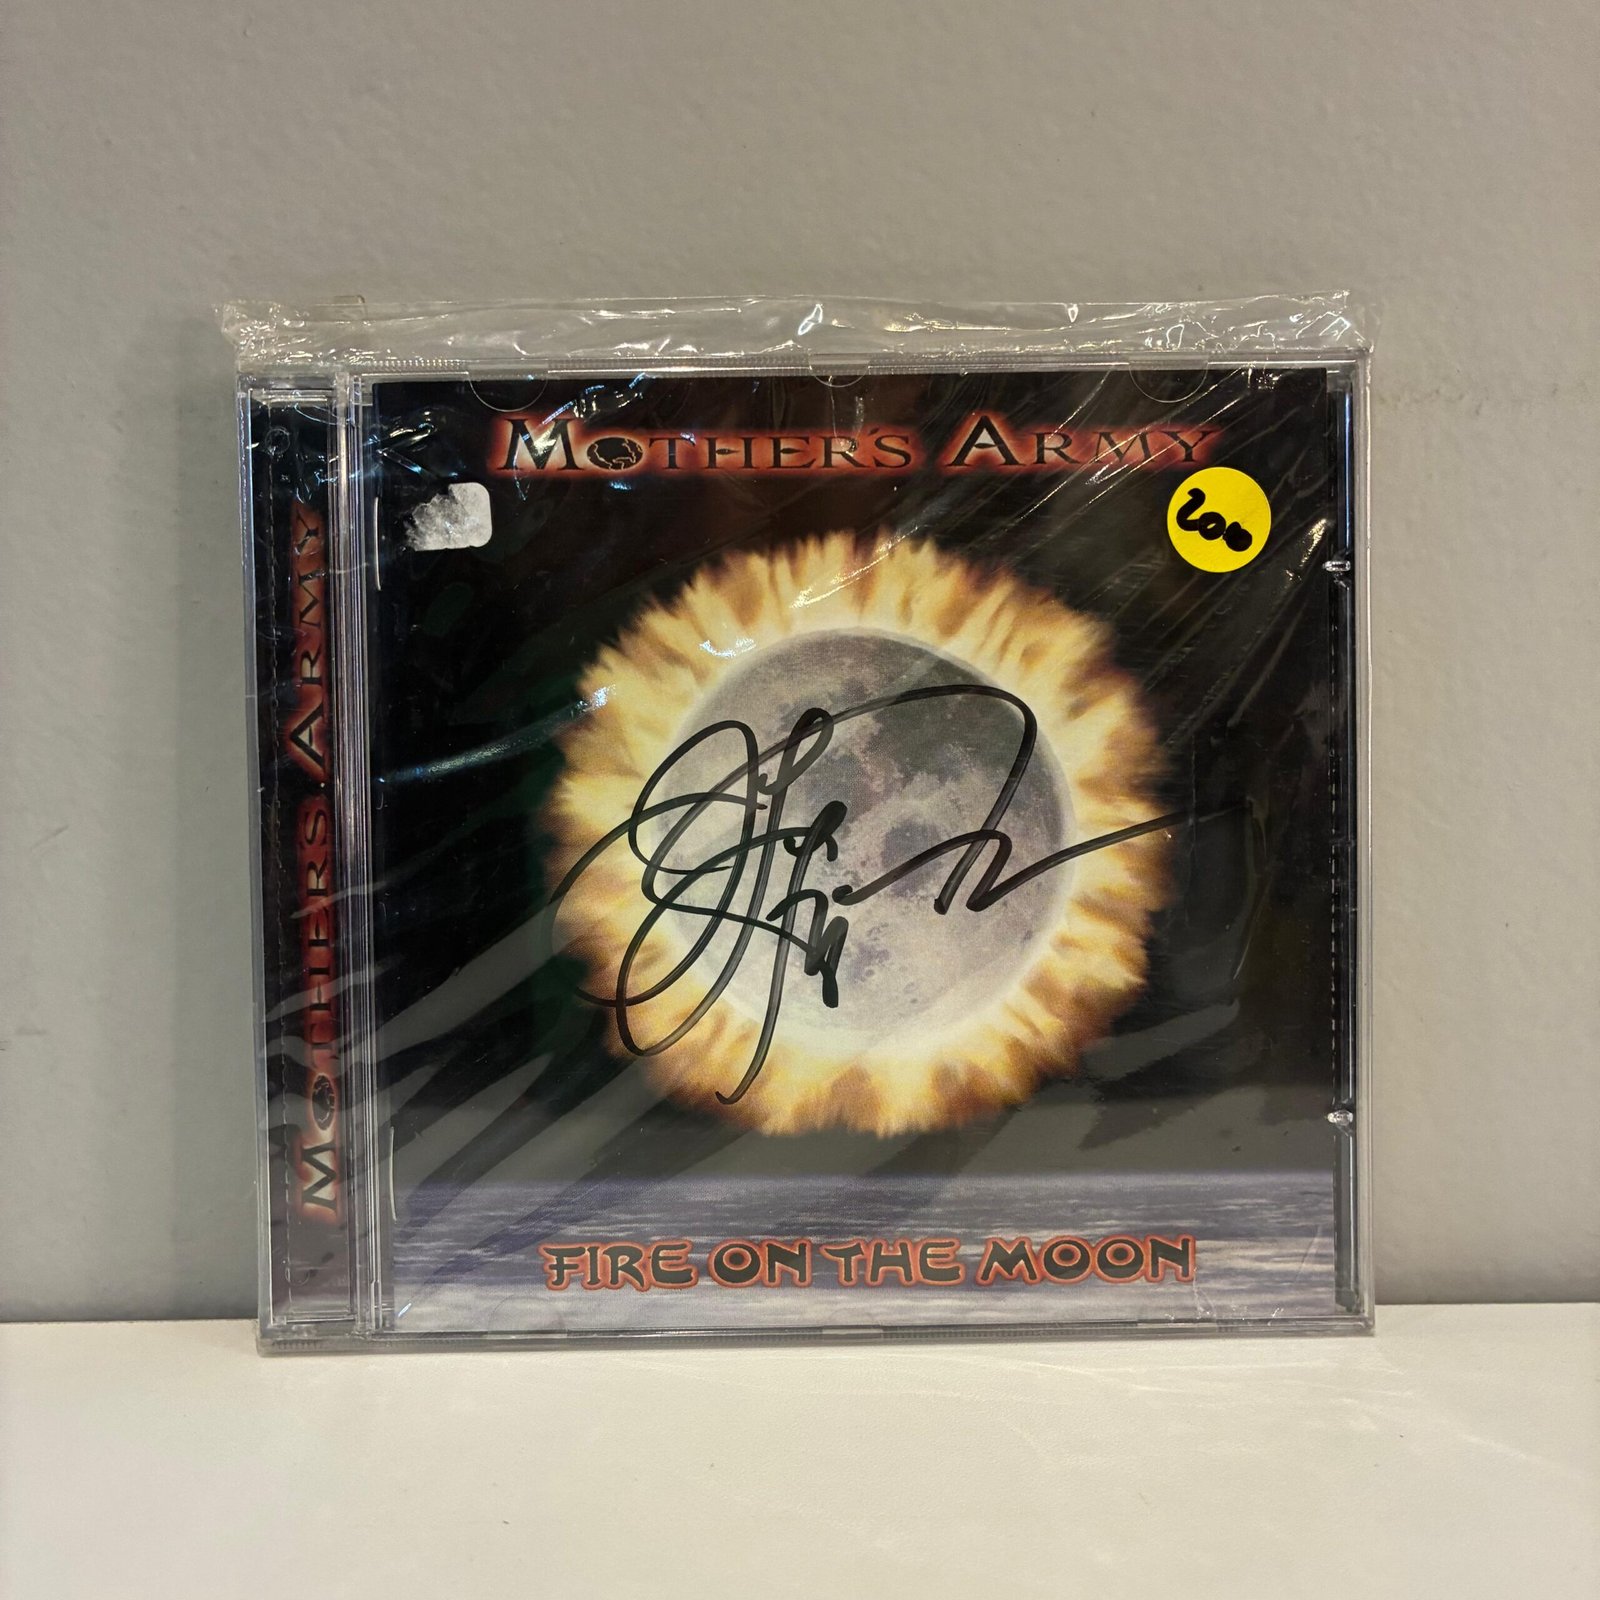 MOTHER'S ARMY
200
MOTHER'S ARMY
FIRE ON THE MOON